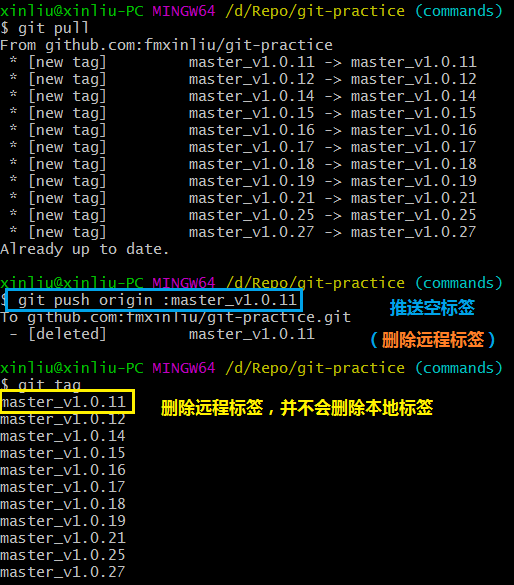 xinliu@xinliu-PC MINGW64 /d/Repo/git-practice (commands)
$ git pull
From github.com:fmxinliu/git-practice
 * [new tag]         master_v1.0.11 -> master_v1.0.11
 * [new tag]         master_v1.0.12 -> master_v1.0.12
 * [new tag]         master_v1.0.14 -> master_v1.0.14
 * [new tag]         master_v1.0.15 -> master_v1.0.15
 * [new tag]         master_v1.0.16 -> master_v1.0.16
 * [new tag]         master_v1.0.17 -> master_v1.0.17
 * [new tag]         master_v1.0.18 -> master_v1.0.18
 * [new tag]         master_v1.0.19 -> master_v1.0.19
 * [new tag]         master_v1.0.21 -> master_v1.0.21
 * [new tag]         master_v1.0.25 -> master_v1.0.25
 * [new tag]         master_v1.0.27 -> master_v1.0.27
Already up to date.
xinliu@xinliu-PC MINGW64 /d/Repo/git-practice (commands)
$ git push origin :master_v1.0.11 推送空标签
To github.com:fmxinliu/git-practice.git
 - [deleted]         master_v1.0.11 （删除远程标签）
xinliu@xinliu-PC MINGW64 /d/Repo/git-practice (commands)
$ git tag
master_v1.0.11 删除远程标签，并不会删除本地标签
master_v1.0.12
master_v1.0.14
master_v1.0.15
master_v1.0.16
master_v1.0.17
master_v1.0.18
master_v1.0.19
master_v1.0.21
master_v1.0.25
master_v1.0.27